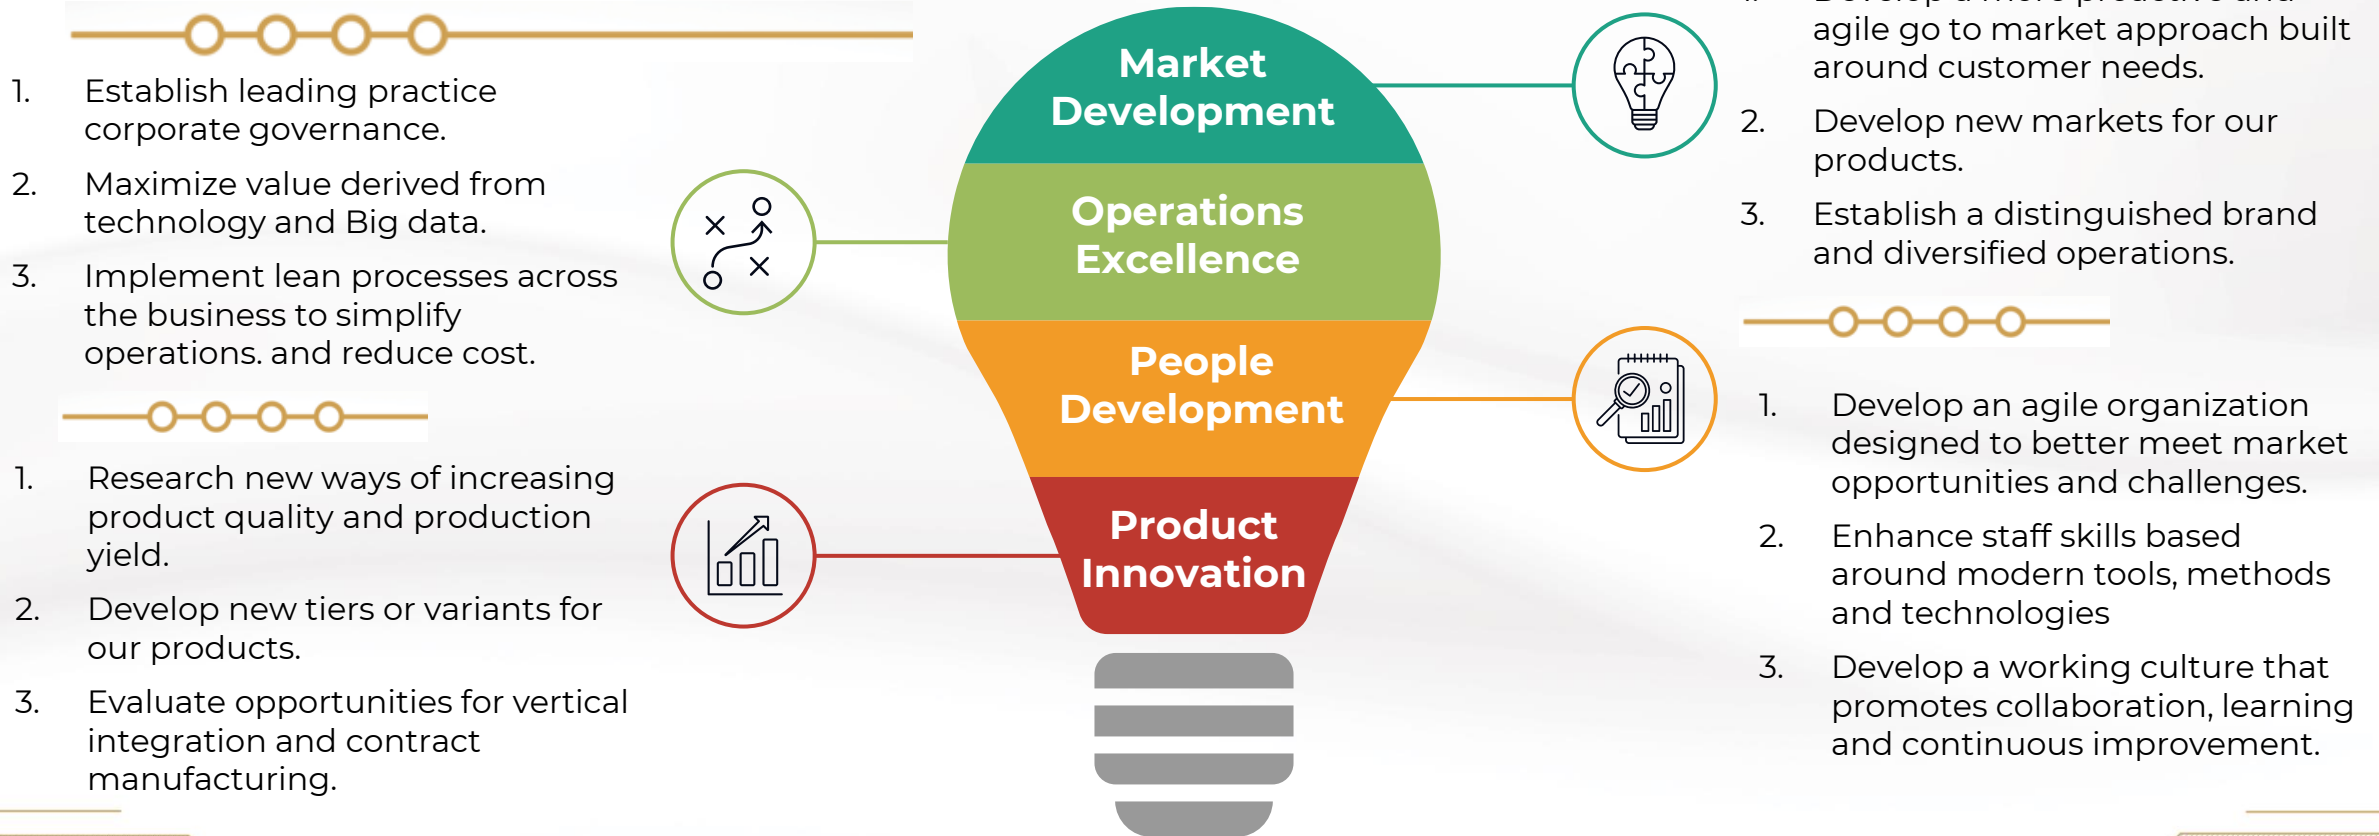 1. Establish leading practice
corporate governance.
2. Maximize value derived from
technology and Big data.
3. Implement lean processes across
the business to simplify
operations. and reduce cost.
1. Research new ways of increasing
product quality and production
yield.
2. Develop new tiers or variants for
our products.
3. Evaluate opportunities for vertical
integration and contract
manufacturing.
Market
Development
Operations
Excellence
People
Development
Product
Innovation
agile go to market approach built
around customer needs.
2. Develop new markets for our
products.
3. Establish a distinguished brand
and diversified operations.
1. Develop an agile organization
designed to better meet market
opportunities and challenges.
2. Enhance staff skills based
around modern tools, methods
and technologies
3. Develop a working culture that
promotes collaboration, learning
and continuous improvement.